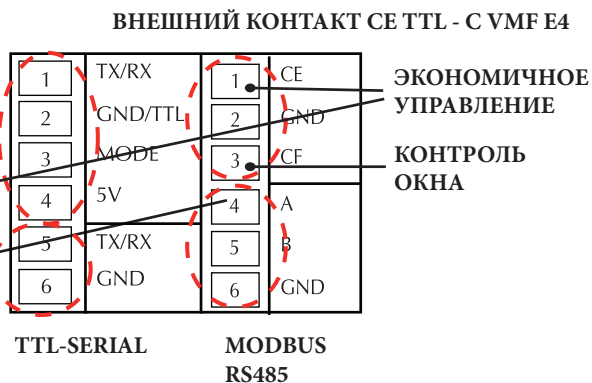 ВНЕШНИЙ КОНТАКТ CE TTL - С VMF E4
1 TX/RX 1 CE
2 GND/TTL 2 GND
3 MODE 3 CF
4 5V 4 A
5 TX/RX 5 B
6 GND 6 GND
ЭКОНОМИЧНОЕ
УПРАВЛЕНИЕ
КОНТРОЛЬ
ОКНА
TTL-SERIAL
MODBUS
RS485